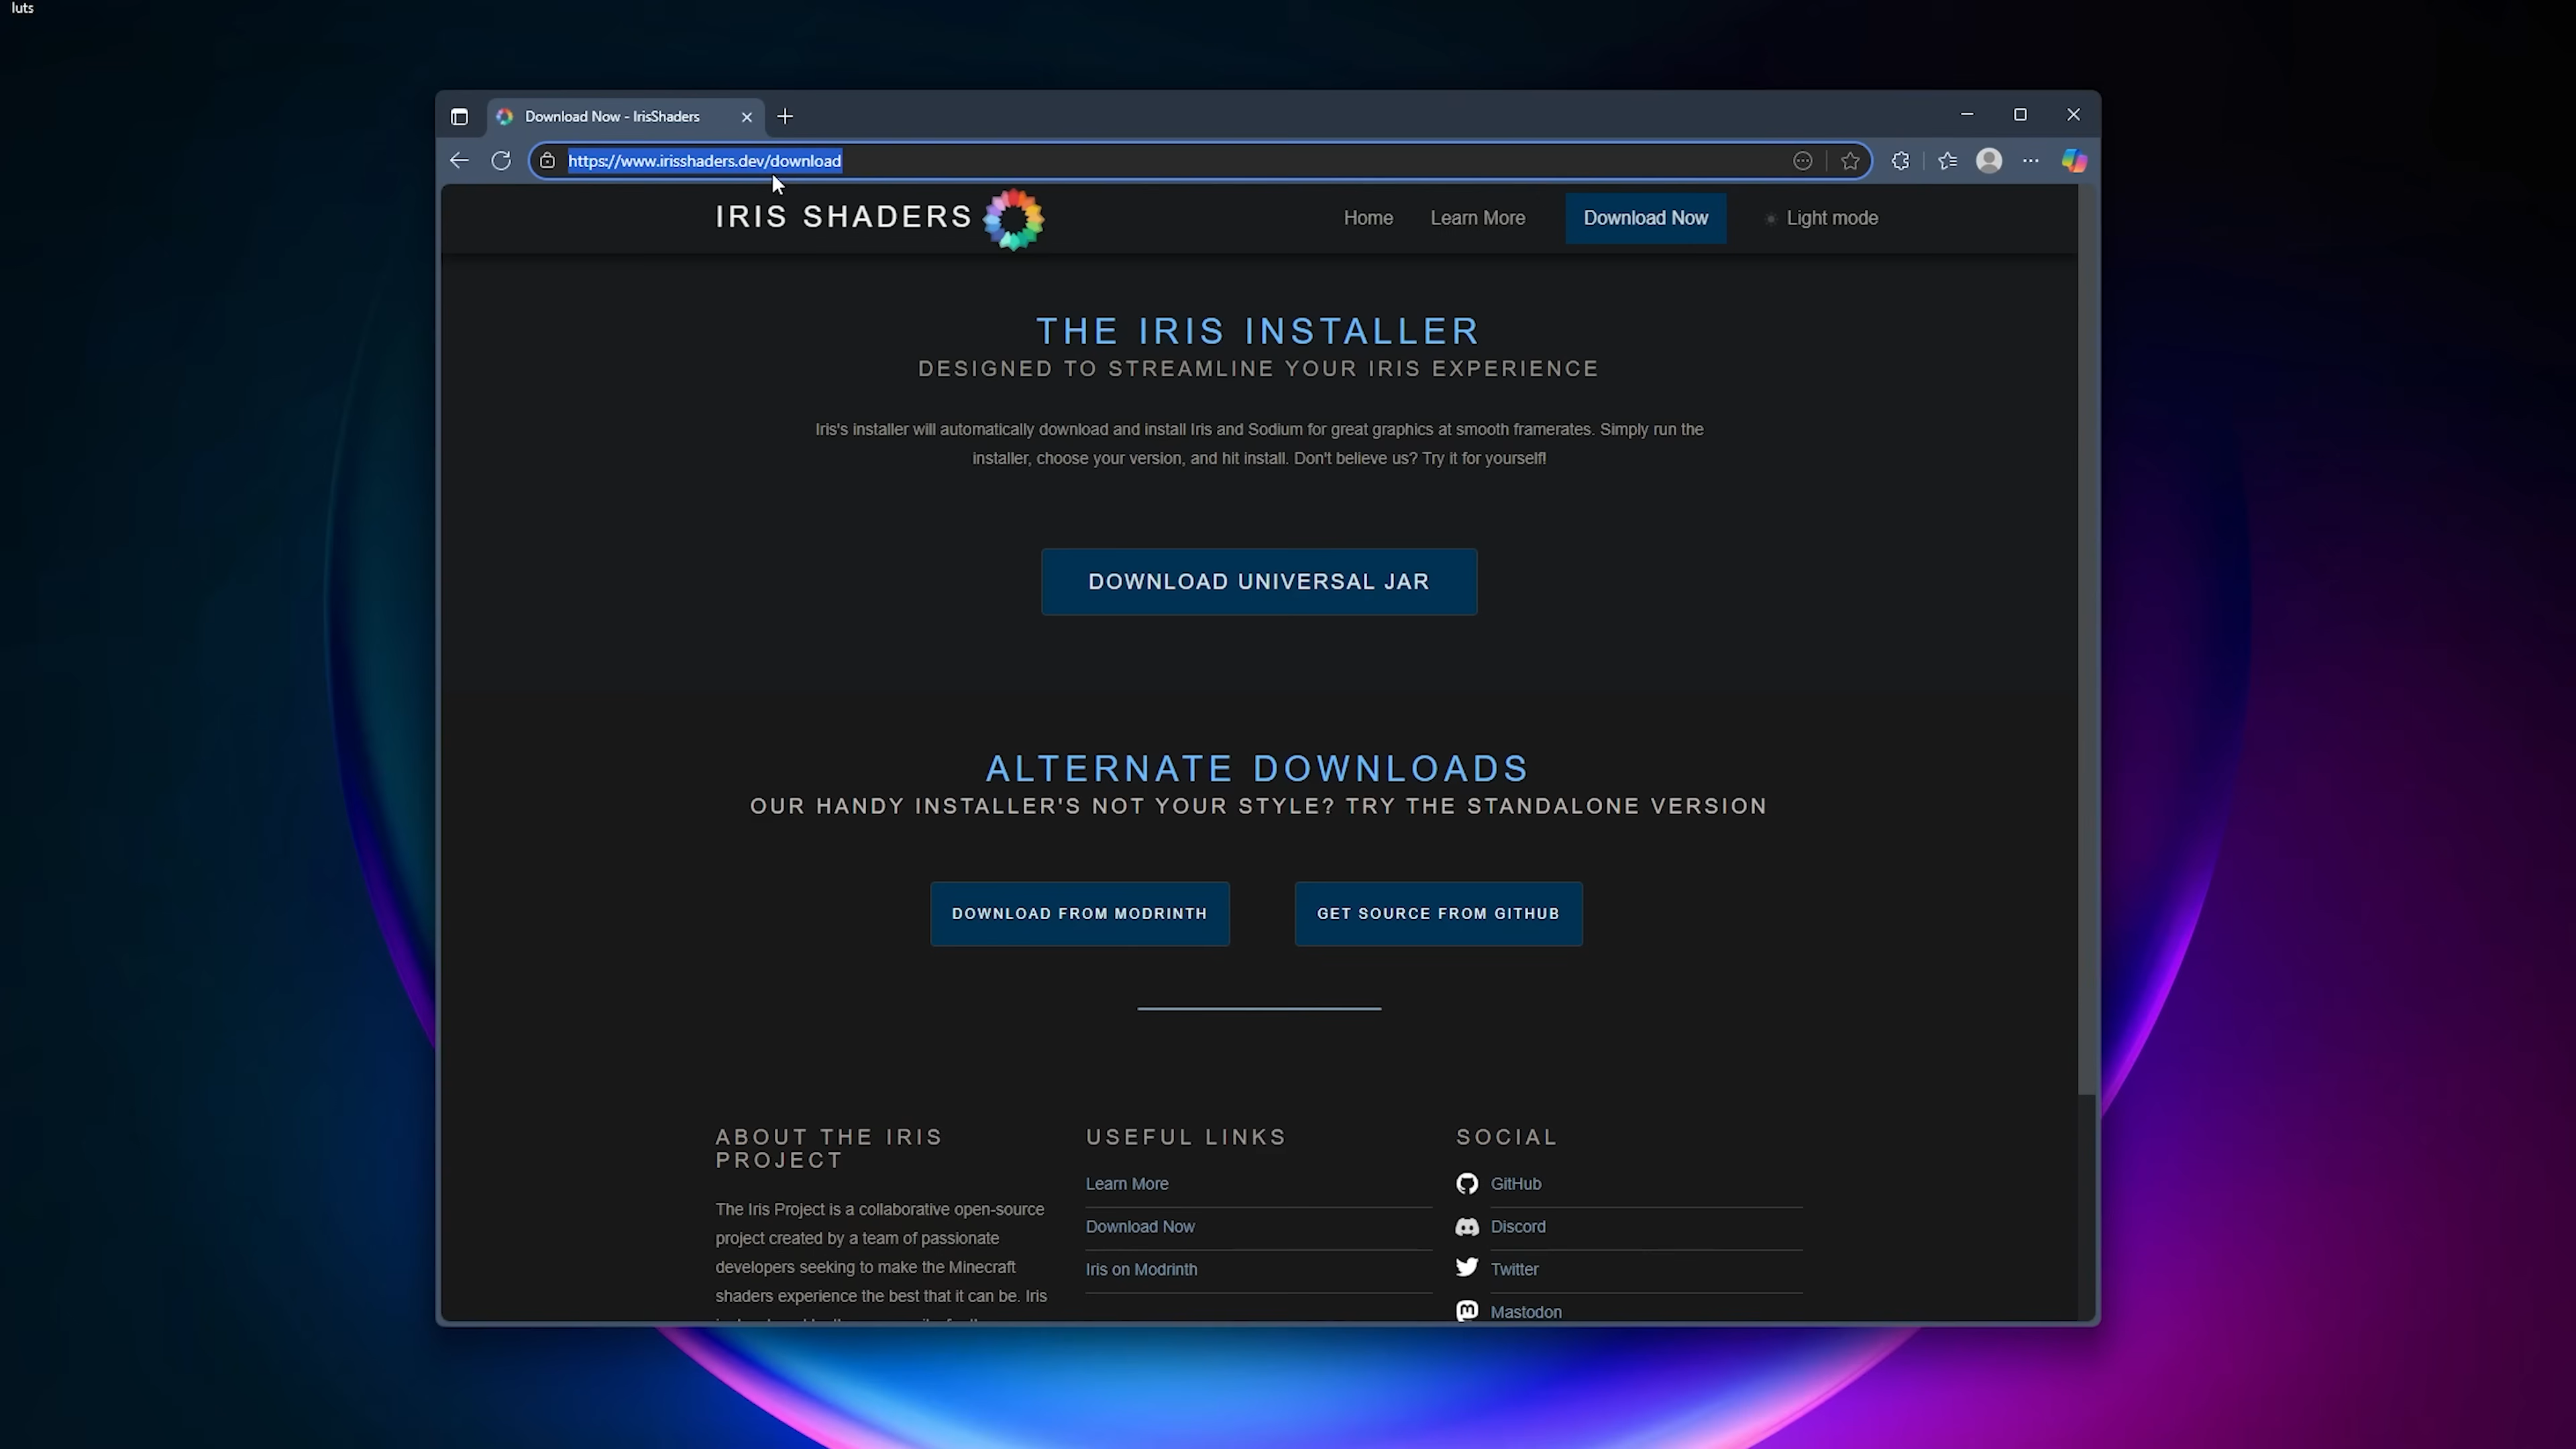 luts
Download Now - IrisShaders
https://www.irisshaders.dev/download
IRIS SHADERS
Home
Learn More
Download Now
Light mode
THE IRIS INSTALLER
DESIGNED TO STREAMLINE YOUR IRIS EXPERIENCE
Iris's installer will automatically download and install Iris and Sodium for great graphics at smooth framerates. Simply run the
installer, choose your version, and hit install. Don't believe us? Try it for yourself!
DOWNLOAD UNIVERSAL JAR
ALTERNATE DOWNLOADS
OUR HANDY INSTALLER'S NOT YOUR STYLE? TRY THE STANDALONE VERSION
DOWNLOAD FROM MODRINTH
GET SOURCE FROM GITHUB
ABOUT THE IRIS
PROJECT
The Iris Project is a collaborative open-source
project created by a team of passionate
developers seeking to make the Minecraft
shaders experience the best that it can be. Iris
USEFUL LINKS
Learn More
Download Now
Iris on Modrinth
SOCIAL
GitHub
Discord
Twitter
Mastodon